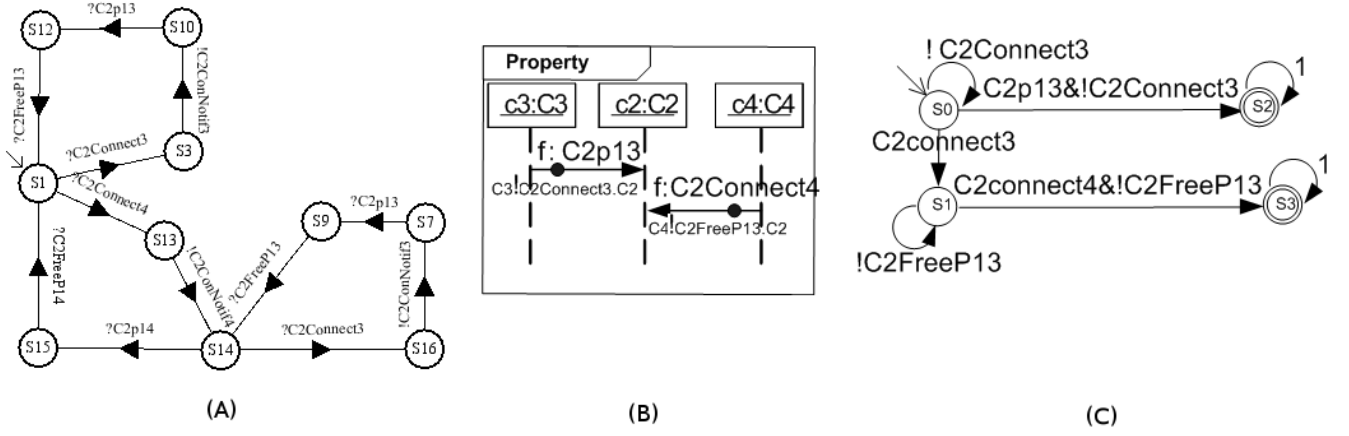 S12
?C2p13
S10
?C2FreeP13
!C2ConNotif3
S1
?C2Connect3
S3
?C2Connect4
S13
S9
?C2p13
S7
?C2FreeP14
!C2ConNotif4
?C2FreeP13
!C2ConNotif3
S15
?C2p14
S14
?C2Connect3
S16
(A)
Property
c3:C3
c2:C2
c4:C4
f: C2p13
C3!C2Connect3.C2
f:C2Connect4
C4!C2FreeP13.C2
(B)
! C2Connect3
S0
C2p13&!C2Connect3
1
S2
C2connect3
S1
C2connect4&!C2FreeP13
1
S3
!C2FreeP13
(C)